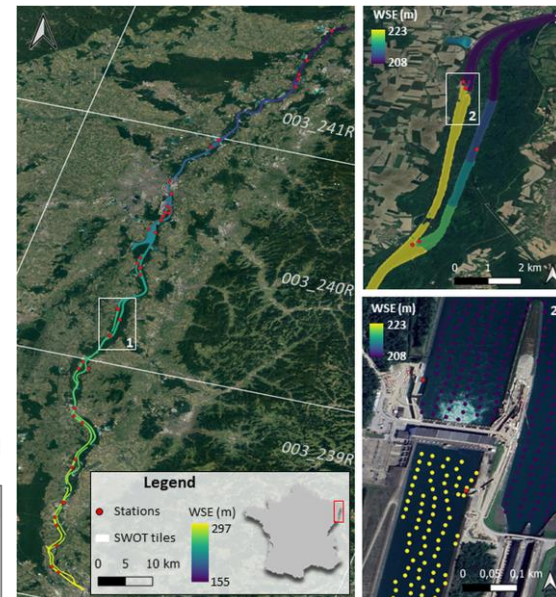 003_241R
003_240R
1
003_239R
Legend
Stations
SWOT tiles
0 5 10 km
WSE (m)
297
155
WSE (m)
223
208
2
0 1 2 km
WSE (m)
223
208
2
0 0,05 0,1 km